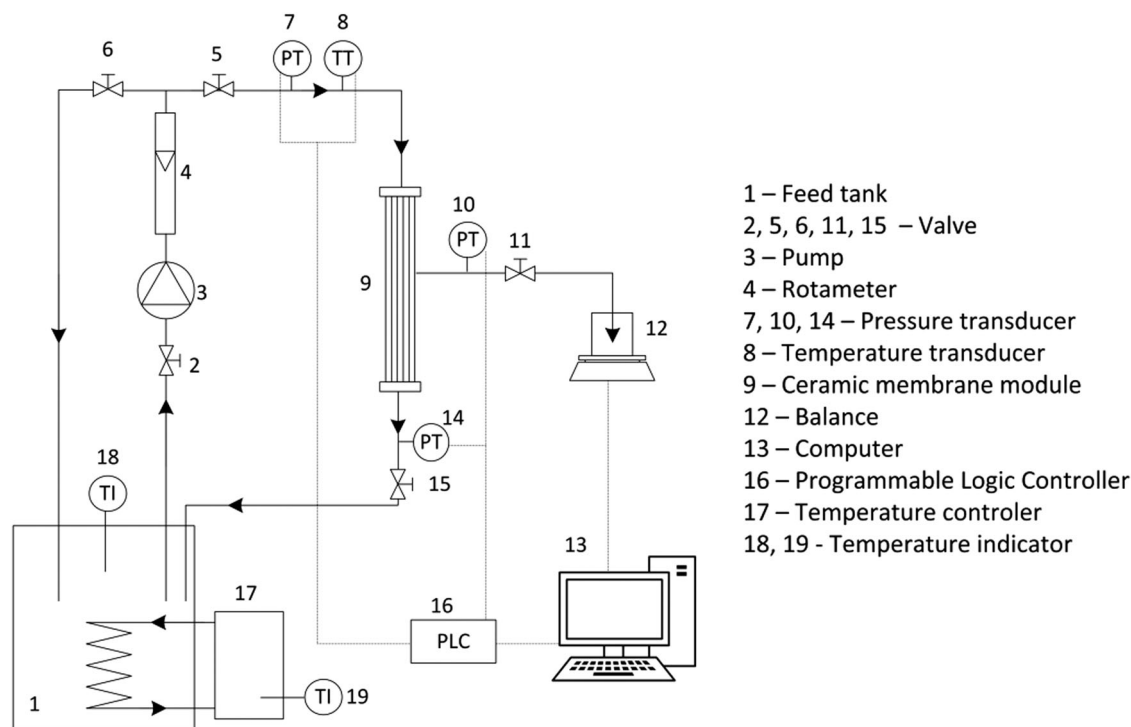 7
8
6
5
PT
TT
4
10
PT
11
3
9
12
2
14
PT
18
15
TI
13
17
16
PLC
1
TI
19
1 – Feed tank
2, 5, 6, 11, 15 – Valve
3 – Pump
4 – Rotameter
7, 10, 14 – Pressure transducer
8 – Temperature transducer
9 – Ceramic membrane module
12 – Balance
13 – Computer
16 – Programmable Logic Controller
17 – Temperature controler
18, 19 - Temperature indicator